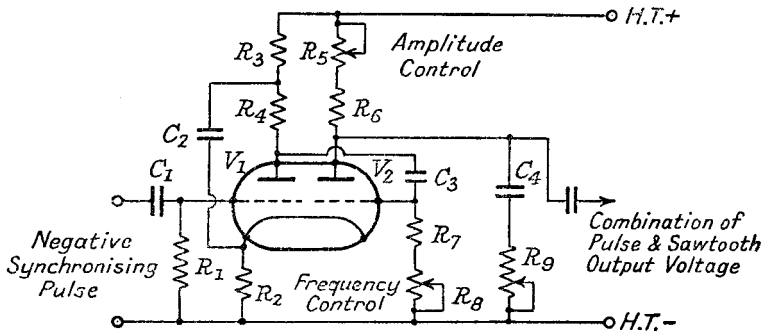 H.T.+
R3
R5
Amplitude
Control
R4
R6
C2
V1
V2
C1
C3
C4
Negative
Synchronising
Pulse
R1
R2
Frequency
Control
R7
R8
R9
Combination of
Pulse & Sawtooth
Output Voltage
H.T.-